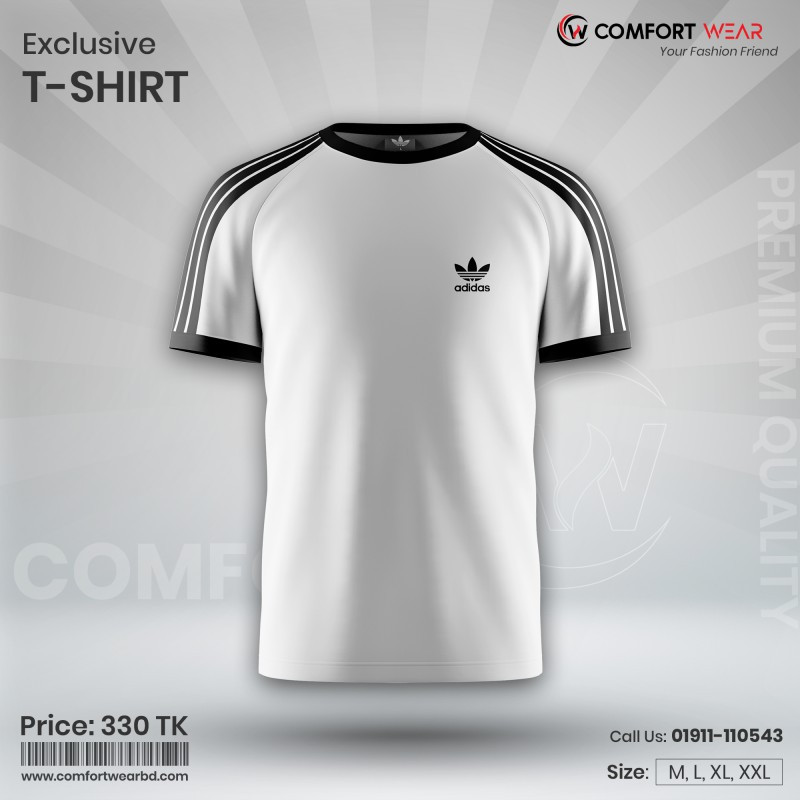 Exclusive
T-SHIRT
COMFORT WEAR
Your Fashion Friend
adidas
PREMIUM QUALITY
COMF
Price: 330 TK
www.comfortwearbd.com
Call Us: 01911-110543
Size: M, L, XL, XXL